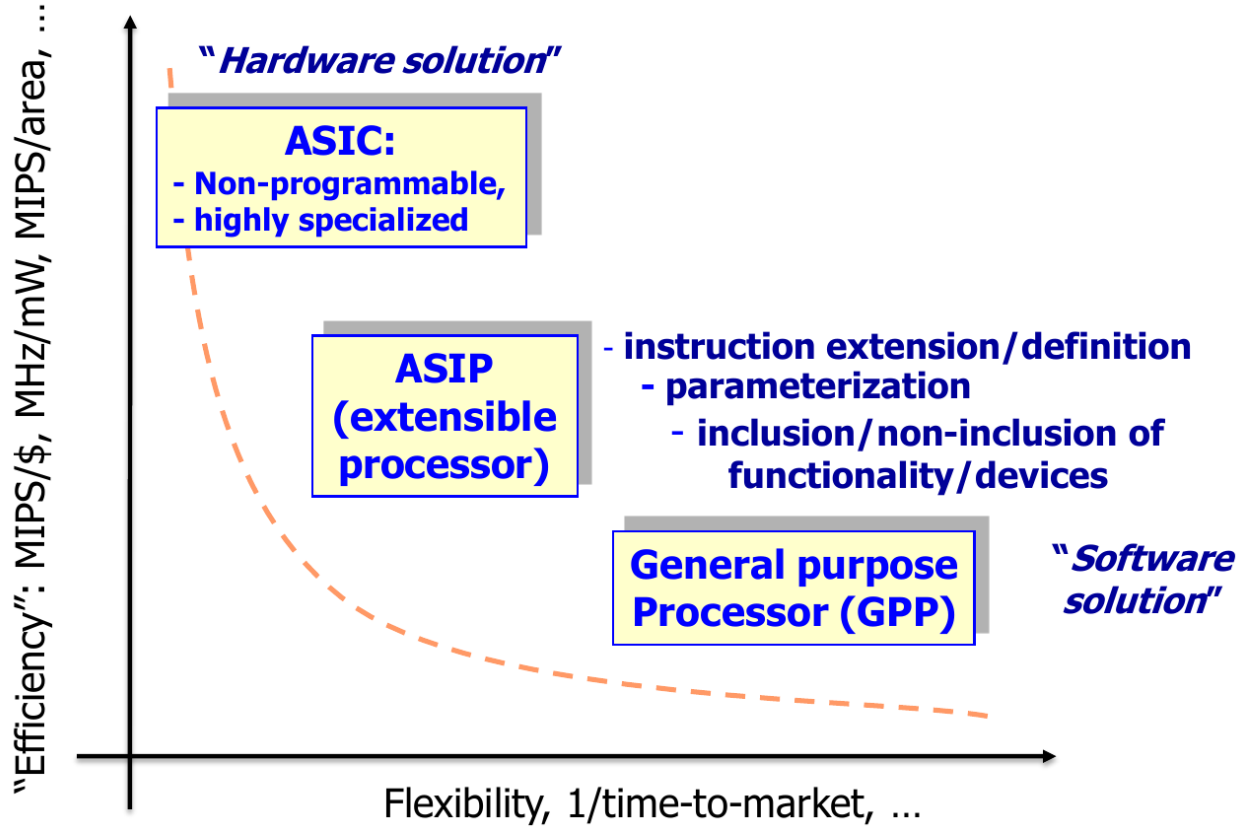 “Efficiency”: MIPS/$, MHz/mW, MIPS/area, …
“Hardware solution”
ASIC:
- Non-programmable,
- highly specialized
ASIP
(extensible
processor)
- instruction extension/definition
- parameterization
- inclusion/non-inclusion of
functionality/devices
General purpose
Processor (GPP)
“Software
solution”
Flexibility, 1/time-to-market, …